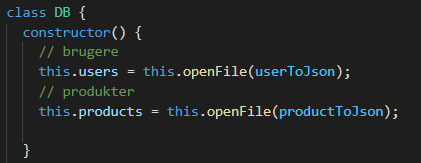 class DB {
constructor() {
// brugere
this.users = this.openFile(userToJson);
// produkter
this.products = this.openFile(productToJson);
}